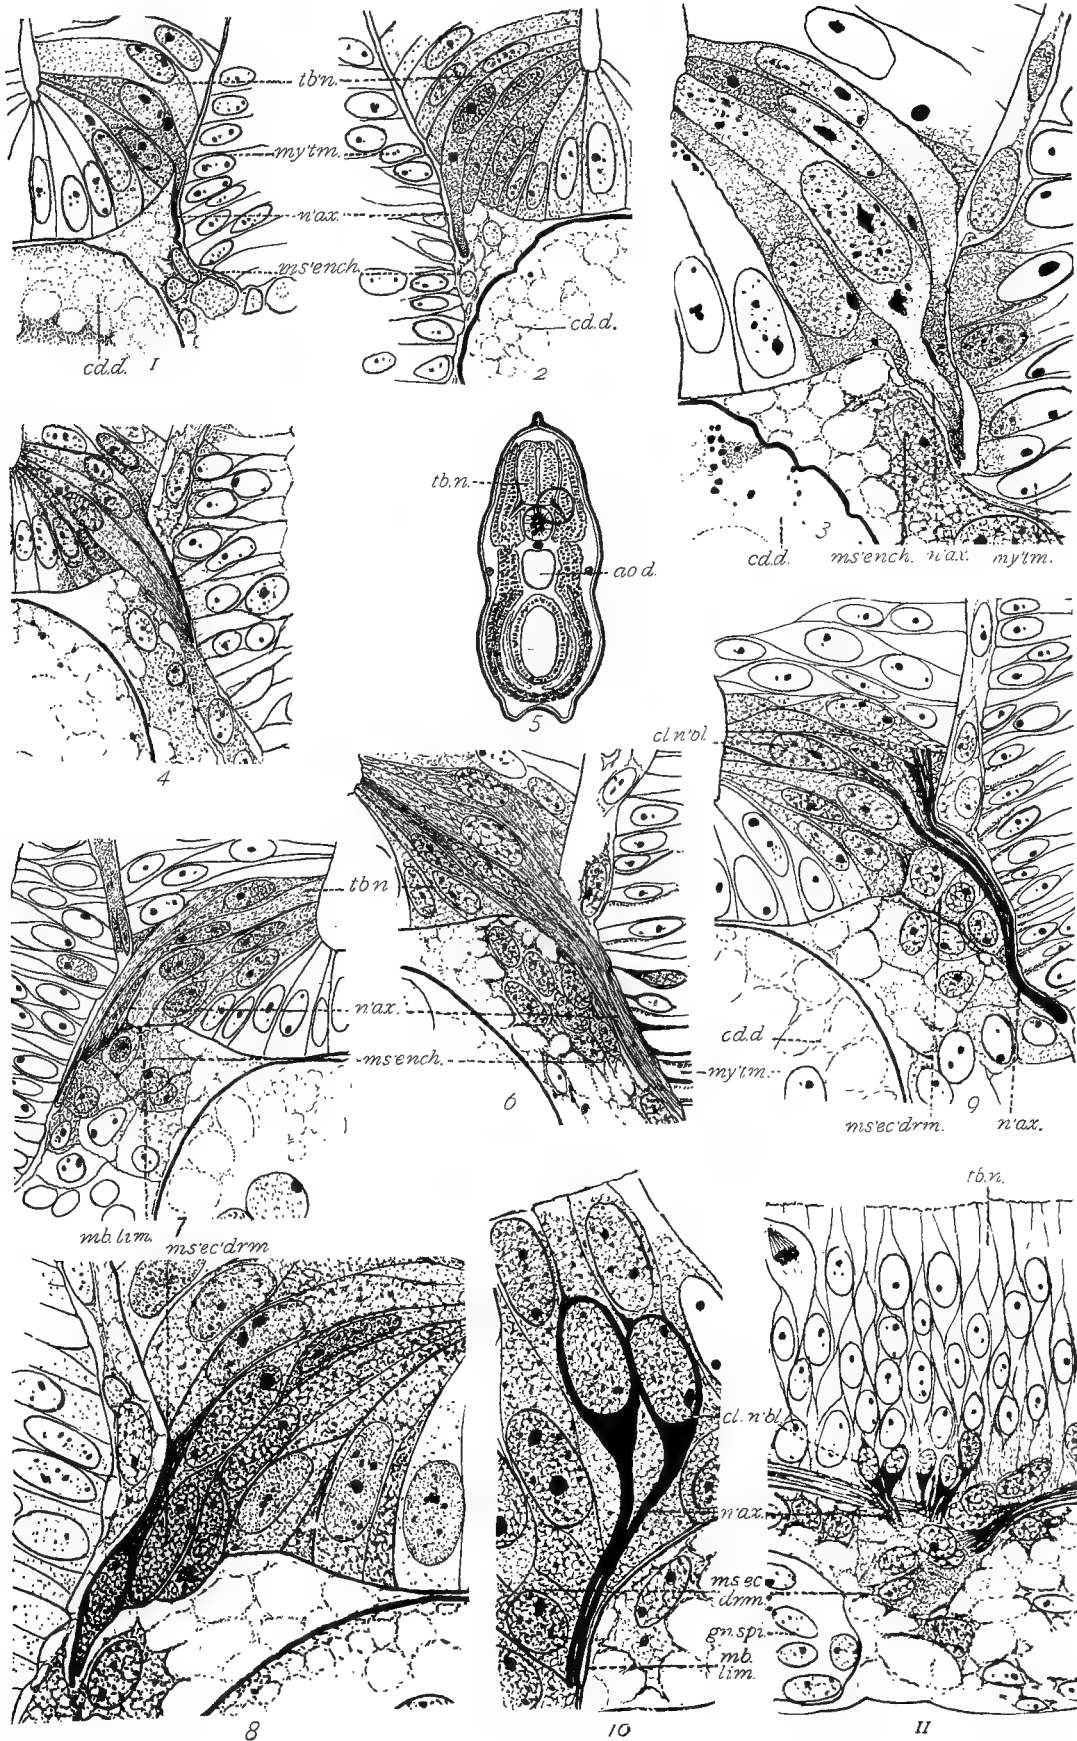 tb.n.
my'tm.
n'ax.
ms'ench.
cd.d.
1
cd.d.
2
3
cd.d.
ms'ench.
n'ax.
my'tm.
4
tb.n.
ao d.
5
cl.n'bl
tb n
n'ax.
ms'ench.
my'tm.
6
cd.d
ms'ec'drm.
n'ax.
9
mb. lim.
7
ms'ec'drm
tb.n.
cl. n'bl.
n'ax.
ms ec
drm.
gn.spi.
mb.
lim.
8
10
11